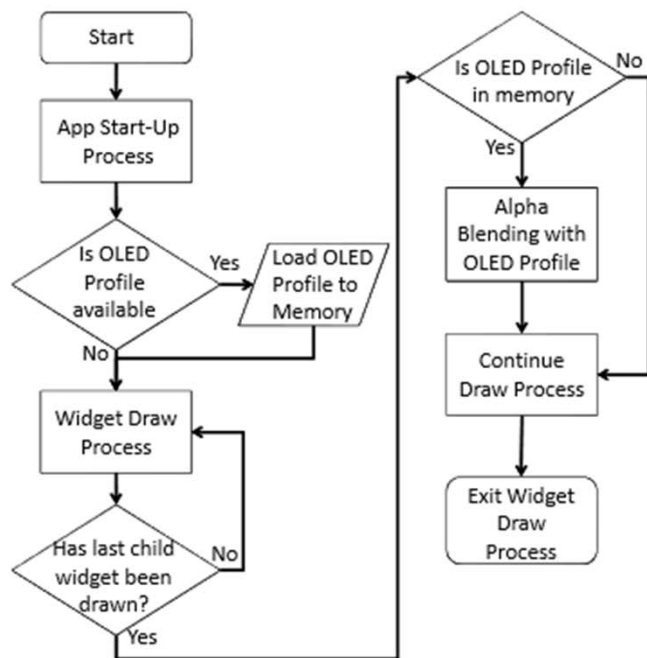 Start
App Start-Up
Process
Is OLED
Profile
available
Yes
Load OLED
Profile to
Memory
No
Widget Draw
Process
Has last child
widget been
drawn?
No
Yes
Is OLED Profile
in memory
No
Yes
Alpha
Blending with
OLED Profile
Continue
Draw Process
Exit Widget
Draw
Process